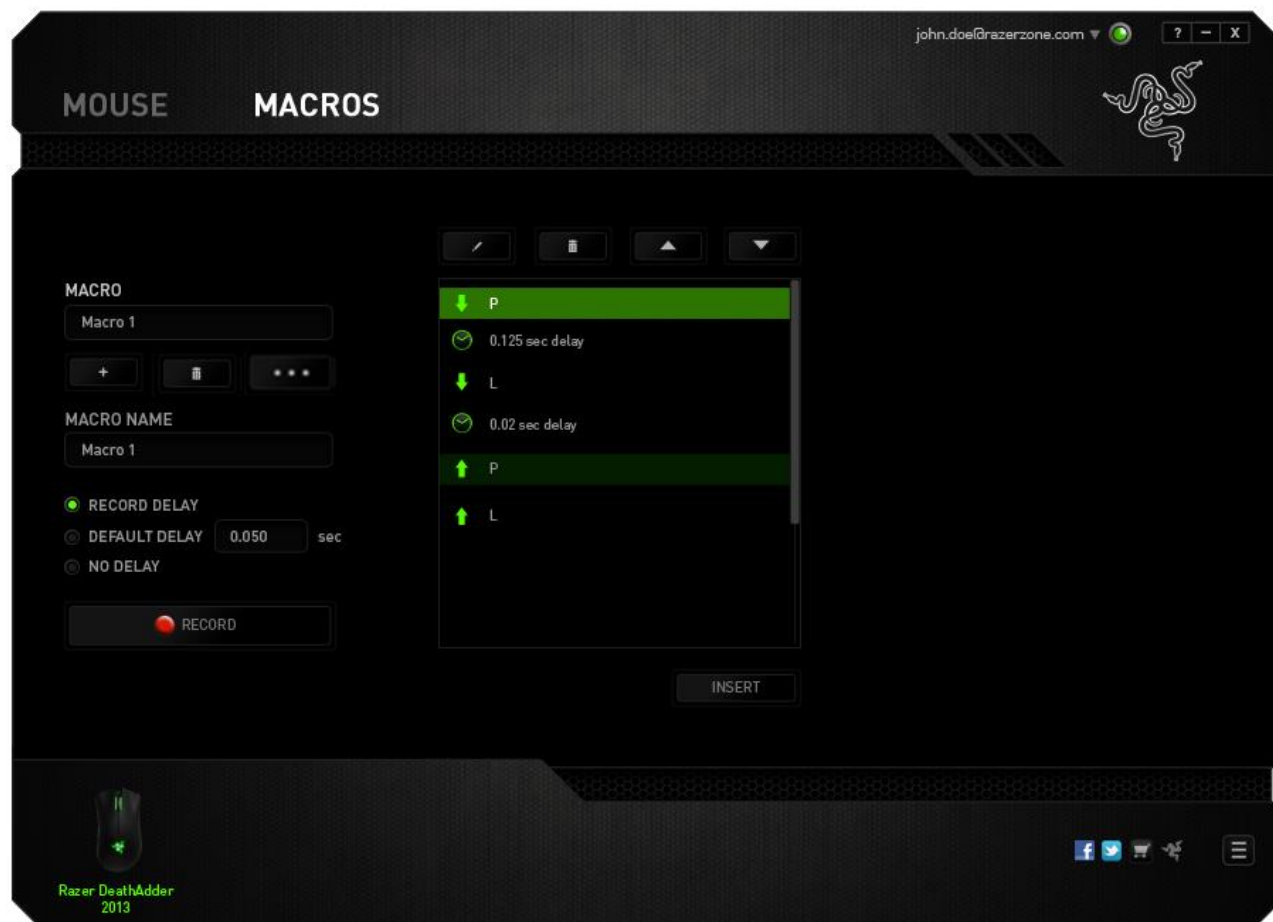 john.doe@razerzone.com
? – X
MOUSE MACROS
MACRO
Macro 1
+
MACRO NAME
Macro 1
RECORD DELAY
DEFAULT DELAY 0.050 sec
NO DELAY
RECORD
P
0.125 sec delay
L
0.02 sec delay
P
L
INSERT
Razer DeathAdder
2013
f